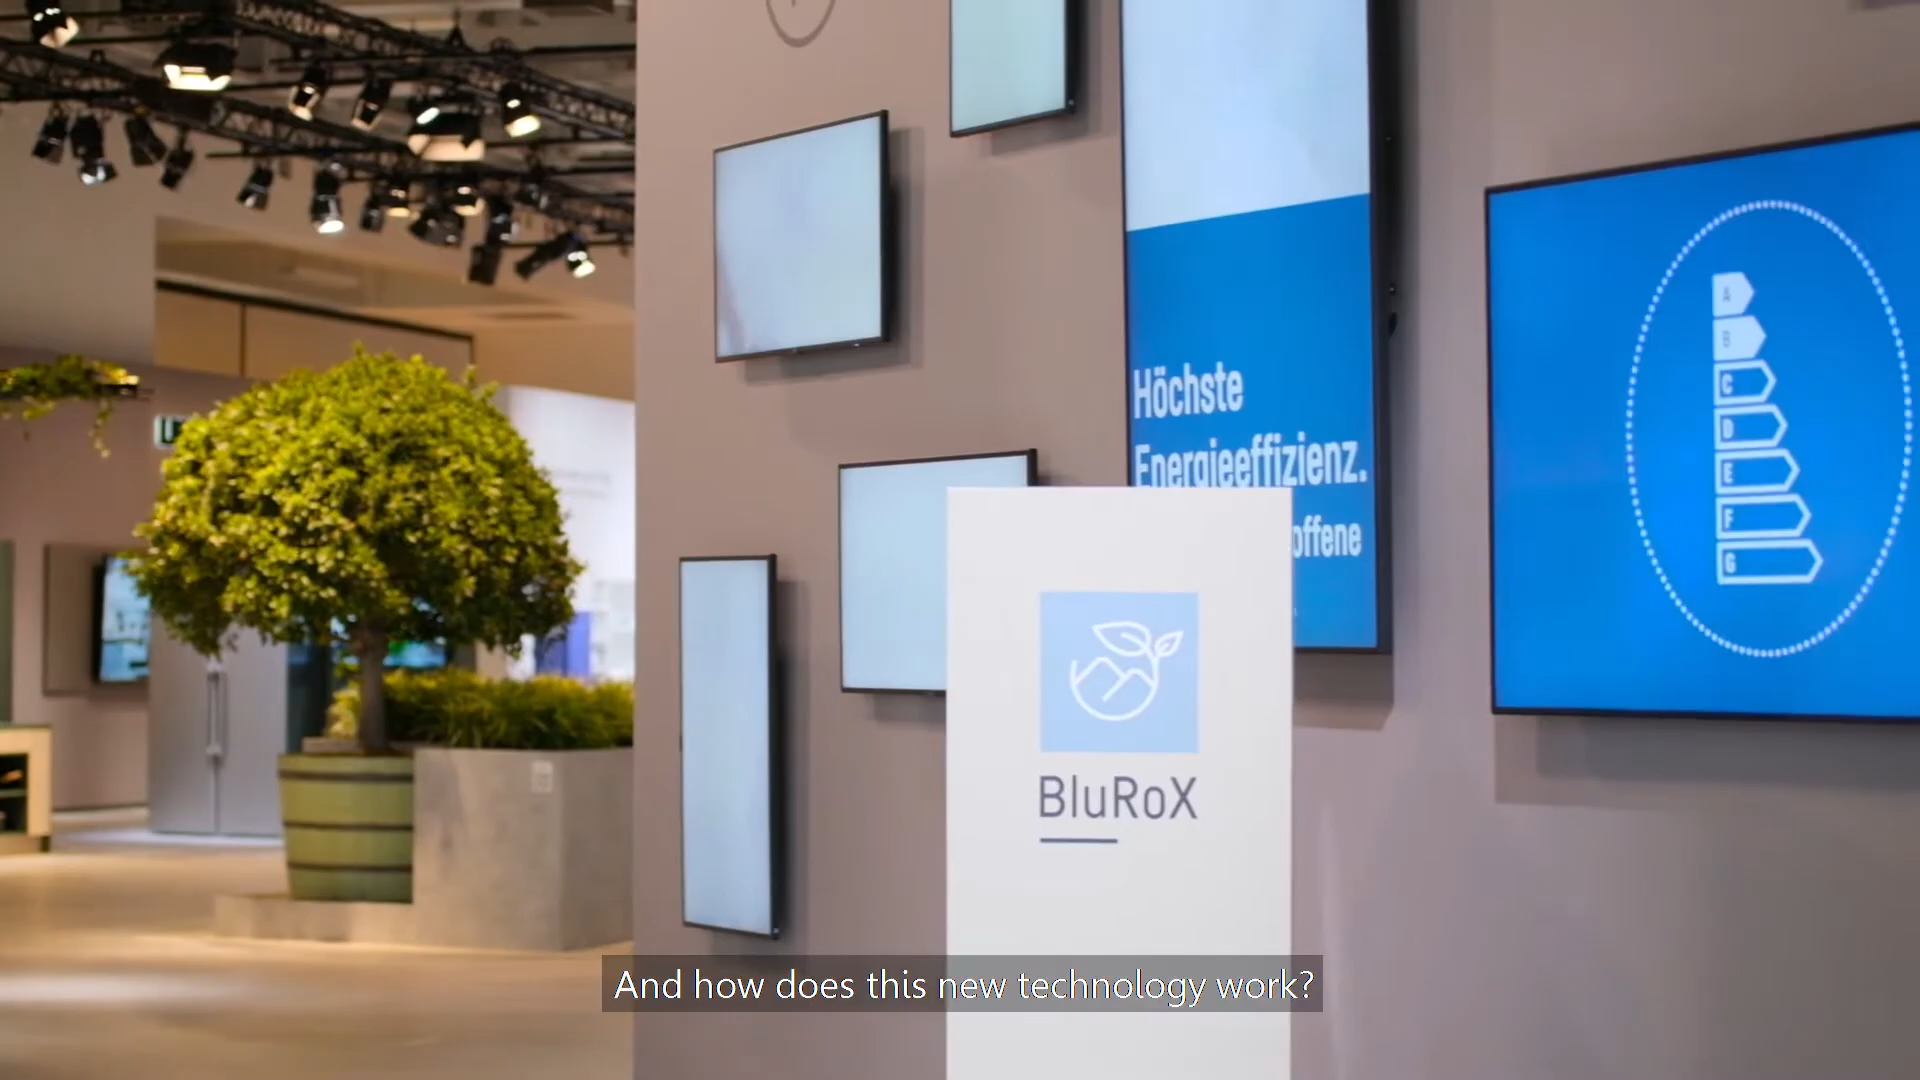 Höchste
Energieeffizienz.
offene
A
B
C
D
E
F
G
BluRoX
And how does this new technology work?